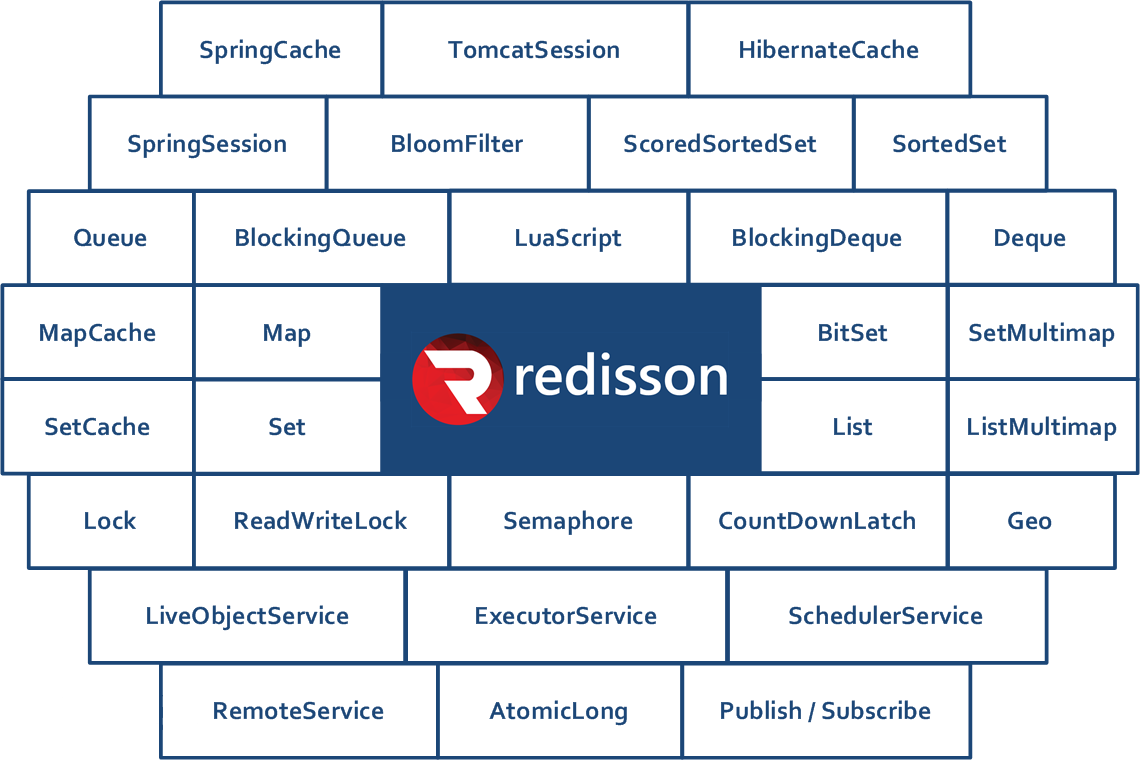 SpringCache TomcatSession HibernateCache
SpringSession BloomFilter ScoredSortedSet SortedSet
Queue BlockingQueue LuaScript BlockingDeque Deque
MapCache Map BitSet SetMultimap
redisson
SetCache Set List ListMultimap
Lock ReadWriteLock Semaphore CountDownLatch Geo
LiveObjectService ExecutorService SchedulerService
RemoteService AtomicLong Publish / Subscribe